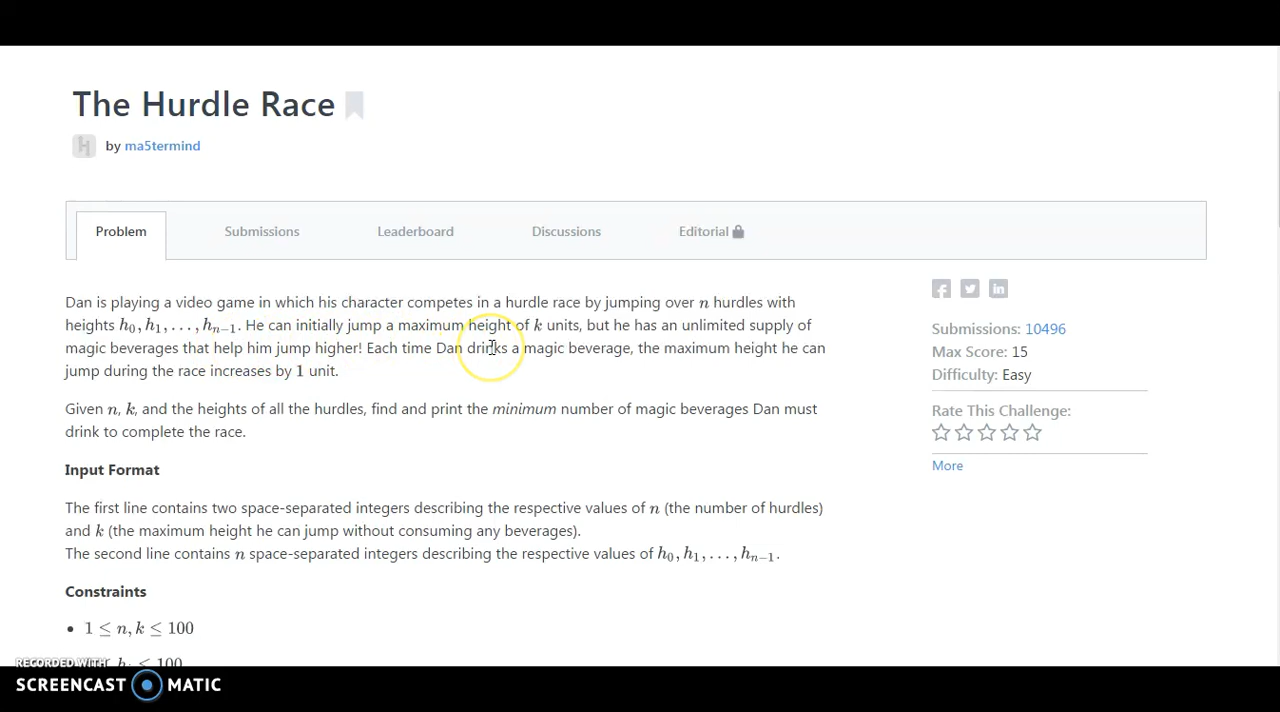 The Hurdle Race
by ma5termind
Problem
Submissions
Leaderboard
Discussions
Editorial
Dan is playing a video game in which his character competes in a hurdle race by jumping over n hurdles with
heights h₀, h₁, . . . , hₙ₋₁. He can initially jump a maximum height of k units, but he has an unlimited supply of
magic beverages that help him jump higher! Each time Dan drinks a magic beverage, the maximum height he can
jump during the race increases by 1 unit.
Given n, k, and the heights of all the hurdles, find and print the minimum number of magic beverages Dan must
drink to complete the race.
Input Format
The first line contains two space-separated integers describing the respective values of n (the number of hurdles)
and k (the maximum height he can jump without consuming any beverages).
The second line contains n space-separated integers describing the respective values of h₀, h₁, . . . , hₙ₋₁.
Constraints
• 1 ≤ n, k ≤ 100
Submissions: 10496
Max Score: 15
Difficulty: Easy
Rate This Challenge:
More
RECORDED WITH
SCREENCAST MATIC